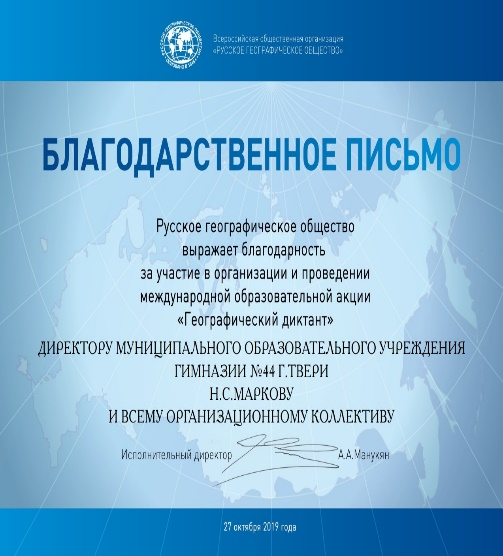 Всероссийская общественная организация
«РУССКОЕ ГЕОГРАФИЧЕСКОЕ ОБЩЕСТВО»
БЛАГОДАРСТВЕННОЕ ПИСЬМО
Русское географическое общество
выражает благодарность
за участие в организации и проведении
международной образовательной акции
«Географический диктант»
ДИРЕКТОРУ МУНИЦИПАЛЬНОГО ОБРАЗОВАТЕЛЬНОГО УЧРЕЖДЕНИЯ
ГИМНАЗИИ №44 Г.ТВЕРИ
Н.С.МАРКОВУ
И ВСЕМУ ОРГАНИЗАЦИОННОМУ КОЛЛЕКТИВУ
Исполнительный директор А.А.Манукян
27 октября 2019 года